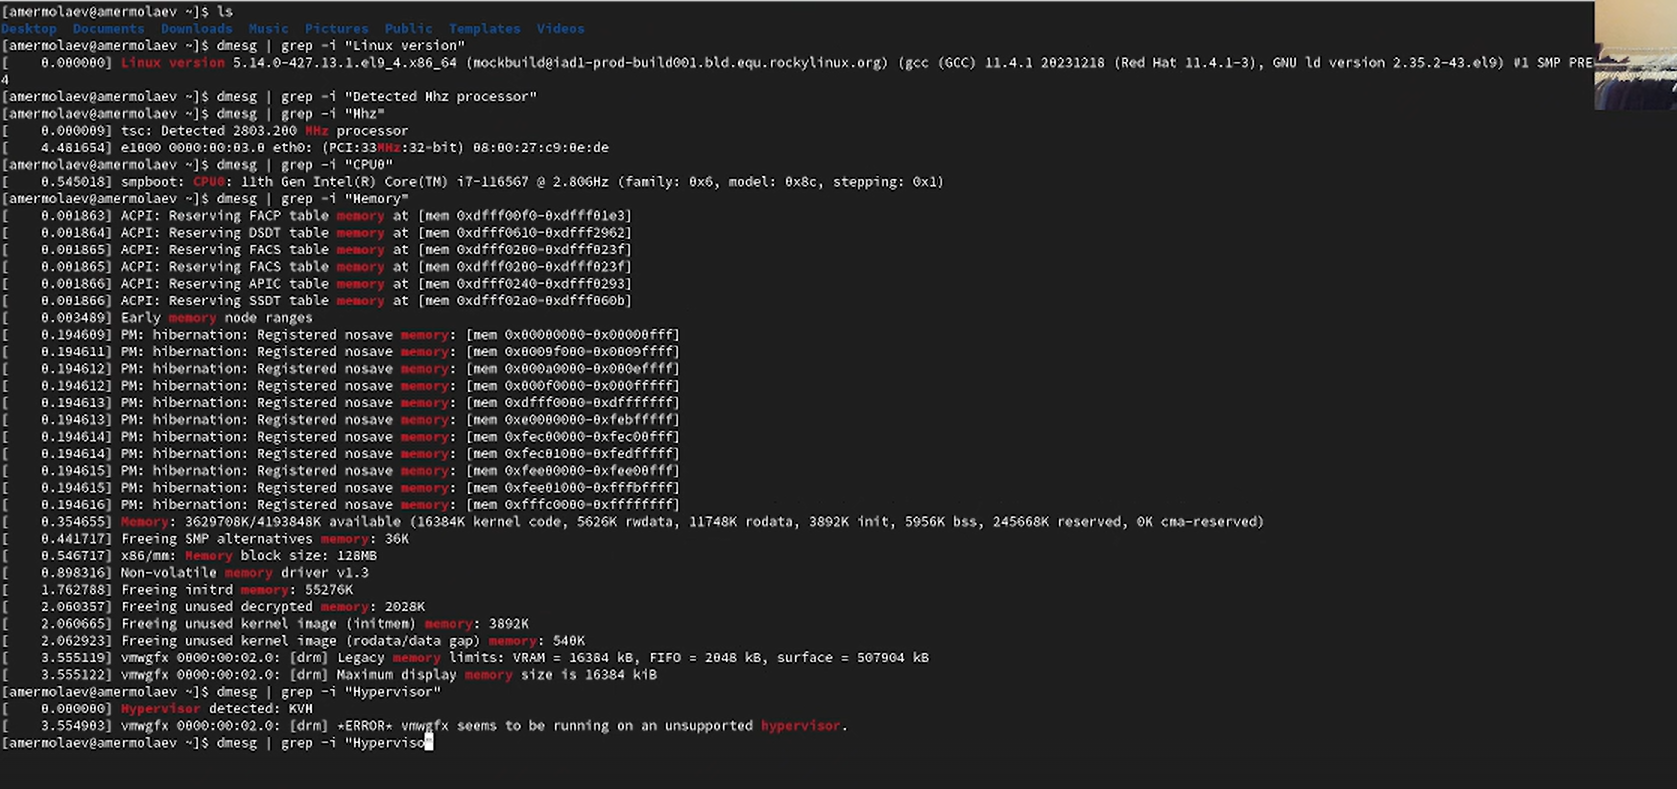 [amermolaev@amermolaev ~]$ ls
Desktop Documents Downloads Music Pictures Public Templates Videos
[amermolaev@amermolaev ~]$ dmesg | grep -i "Linux version"
[    0.000000] Linux version 5.14.0-427.13.1.el9_4.x86_64 (mockbuild@iad1-prod-build001.bld.equ.rockylinux.org) (gcc (GCC) 11.4.1 20231218 (Red Hat 11.4.1-3), GNU ld version 2.35.2-43.el9) #1 SMP PRE
4
[amermolaev@amermolaev ~]$ dmesg | grep -i "Detected Mhz processor"
[amermolaev@amermolaev ~]$ dmesg | grep -i "Mhz"
[    0.000009] tsc: Detected 2803.200 MHz processor
[    4.481654] e1000 0000:00:03.0 eth0: (PCI:33MHz:32-bit) 08:00:27:c9:0e:de
[amermolaev@amermolaev ~]$ dmesg | grep -i "CPU0"
[    0.545018] smpboot: CPU0: 11th Gen Intel(R) Core(TM) i7-1165G7 @ 2.80GHz (family: 0x6, model: 0x8c, stepping: 0x1)
[amermolaev@amermolaev ~]$ dmesg | grep -i "Memory"
[    0.001863] ACPI: Reserving FACP table memory at [mem 0xdfff00f0-0xdfff01e3]
[    0.001864] ACPI: Reserving DSDT table memory at [mem 0xdfff0610-0xdfff2962]
[    0.001865] ACPI: Reserving FACS table memory at [mem 0xdfff0200-0xdfff023f]
[    0.001865] ACPI: Reserving FACS table memory at [mem 0xdfff0200-0xdfff023f]
[    0.001866] ACPI: Reserving APIC table memory at [mem 0xdfff0240-0xdfff0293]
[    0.001866] ACPI: Reserving SSDT table memory at [mem 0xdfff02a0-0xdfff060b]
[    0.003489] Early memory node ranges
[    0.194609] PM: hibernation: Registered nosave memory: [mem 0x00000000-0x00000fff]
[    0.194611] PM: hibernation: Registered nosave memory: [mem 0x0009f000-0x0009ffff]
[    0.194612] PM: hibernation: Registered nosave memory: [mem 0x000a0000-0x000effff]
[    0.194612] PM: hibernation: Registered nosave memory: [mem 0x000f0000-0x000fffff]
[    0.194613] PM: hibernation: Registered nosave memory: [mem 0xdfff0000-0xdfffffff]
[    0.194613] PM: hibernation: Registered nosave memory: [mem 0xe0000000-0xfebfffff]
[    0.194614] PM: hibernation: Registered nosave memory: [mem 0xfec00000-0xfec00fff]
[    0.194614] PM: hibernation: Registered nosave memory: [mem 0xfec01000-0xfedfffff]
[    0.194615] PM: hibernation: Registered nosave memory: [mem 0xfee00000-0xfee00fff]
[    0.194615] PM: hibernation: Registered nosave memory: [mem 0xfee01000-0xfffbffff]
[    0.194616] PM: hibernation: Registered nosave memory: [mem 0xfffc0000-0xffffffff]
[    0.354655] Memory: 3629708K/4193848K available (16384K kernel code, 5626K rwdata, 11748K rodata, 3892K init, 5956K bss, 245668K reserved, 0K cma-reserved)
[    0.441717] Freeing SMP alternatives memory: 36K
[    0.546717] x86/mm: Memory block size: 128MB
[    0.898316] Non-volatile memory driver v1.3
[    1.762788] Freeing initrd memory: 55276K
[    2.060357] Freeing unused decrypted memory: 2028K
[    2.060665] Freeing unused kernel image (initmem) memory: 3892K
[    2.062923] Freeing unused kernel image (rodata/data gap) memory: 540K
[    3.555119] vmwgfx 0000:00:02.0: [drm] Legacy memory limits: VRAM = 16384 kB, FIFO = 2048 kB, surface = 507904 kB
[    3.555122] vmwgfx 0000:00:02.0: [drm] Maximum display memory size is 16384 kiB
[amermolaev@amermolaev ~]$ dmesg | grep -i "Hypervisor"
[    0.000000] Hypervisor detected: KVM
[    3.554903] vmwgfx 0000:00:02.0: [drm] *ERROR* vmwgfx seems to be running on an unsupported hypervisor.
[amermolaev@amermolaev ~]$ dmesg | grep -i "Hyperviso"